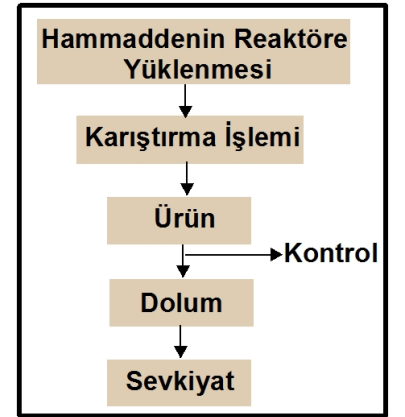 Hammaddenin Reaktöre
Yüklenmesi
Karıştırma İşlemi
Ürün
Kontrol
Dolum
Sevkiyat